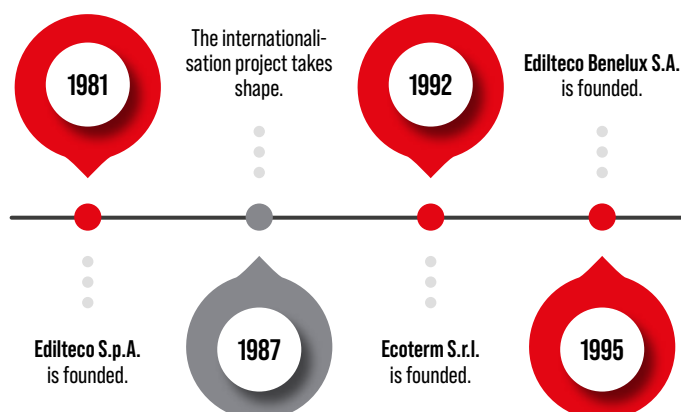 1981
Edilteco S.p.A.
is founded.
The internationali-
sation project takes
shape.
1987
1992
Ecoterm S.r.l.
is founded.
Edilteco Benelux S.A.
is founded.
1995